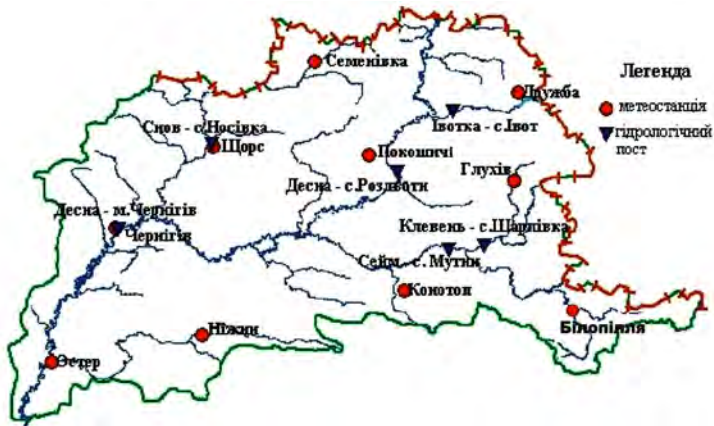 Семенівка
Легенда
Дружба
метеостанція
Снов - с.Носівка
Івотка - с.Івот
гідрологічний
пост
Щорс
Покошичі
Глухів
Десна - с.Розльоти
Десна - м.Чернігів
Клевень - с.Шарпівка
Чернігів
Сейм - с. Мутин
Конотоп
Білопілля
Ніжин
Остер